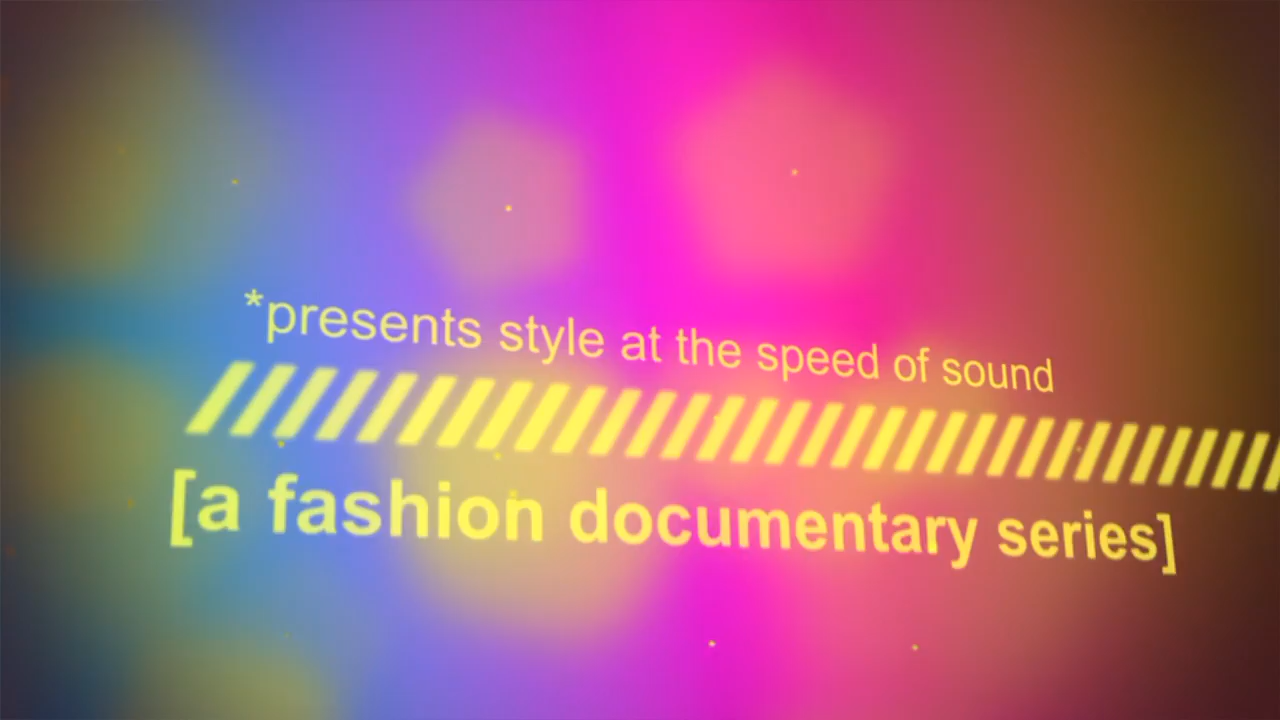 *presents style at the speed of sound
[a fashion documentary series]